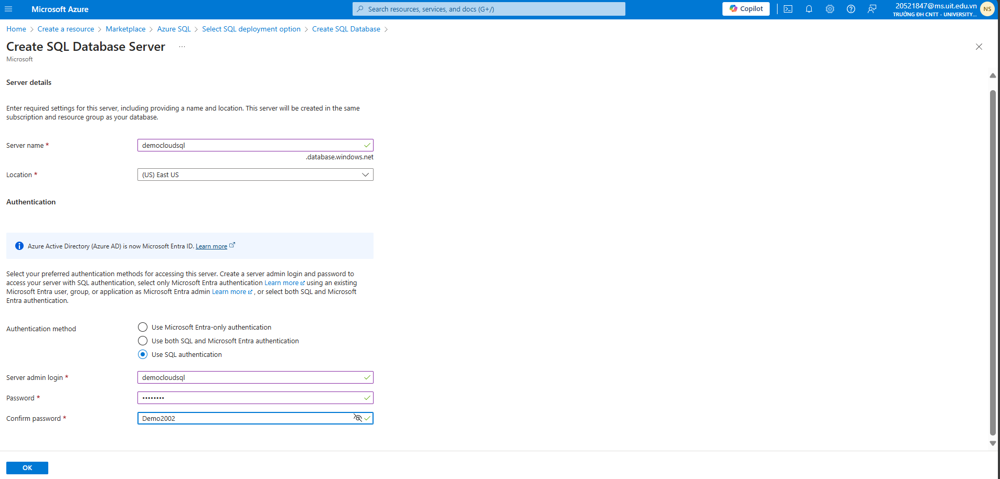 Microsoft Azure
Search resources, services, and docs (G+/)
Copilot
20521847@ms.uit.edu.vn
TRƯỜNG ĐH CNTT - UNIVERSITY...
NS
Home > Create a resource > Marketplace > Azure SQL > Select SQL deployment option > Create SQL Database >
Create SQL Database Server ...
Microsoft
Server details
Enter required settings for this server, including providing a name and location. This server will be created in the same
subscription and resource group as your database.
Server name * democloudsql
.database.windows.net
Location * (US) East US
Authentication
Azure Active Directory (Azure AD) is now Microsoft Entra ID. Learn more
Select your preferred authentication methods for accessing this server. Create a server admin login and password to
access your server with SQL authentication, select only Microsoft Entra authentication Learn more using an existing
Microsoft Entra user, group, or application as Microsoft Entra admin Learn more , or select both SQL and Microsoft
Entra authentication.
Authentication method
Use Microsoft Entra-only authentication
Use both SQL and Microsoft Entra authentication
Use SQL authentication
Server admin login * democloudsql
Password * ••••••••
Confirm password * Demo2002
OK